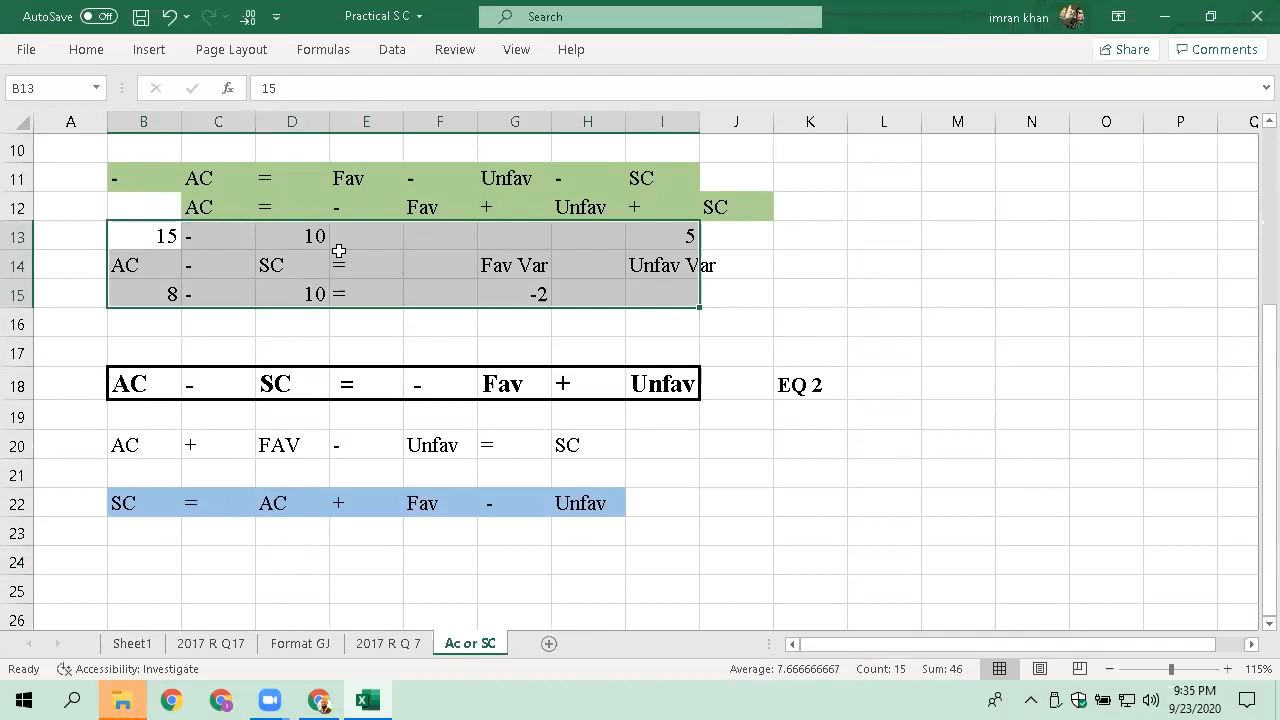 AutoSave Off Practical S C Search imran khan
File Home Insert Page Layout Formulas Data Review View Help Share Comments
B13 fx 15
A B C D E F G H I J K L M N O P Q
10
11 - AC = Fav - Unfav - SC
12 AC = - Fav + Unfav + SC
13 15 - 10 5
14 AC - SC = Fav Var Unfav Var
15 8 - 10 = -2
16
17
18 AC - SC = - Fav + Unfav EQ 2
19
20 AC + FAV - Unfav = SC
21
22 SC = AC + Fav - Unfav
23
24
25
26
Sheet1 2017 R Q17 Format GJ 2017 R Q 7 Ac or SC
Ready Accessibility: Investigate Average: 7.666666667 Count: 15 Sum: 46 115%
9:35 PM
9/23/2020